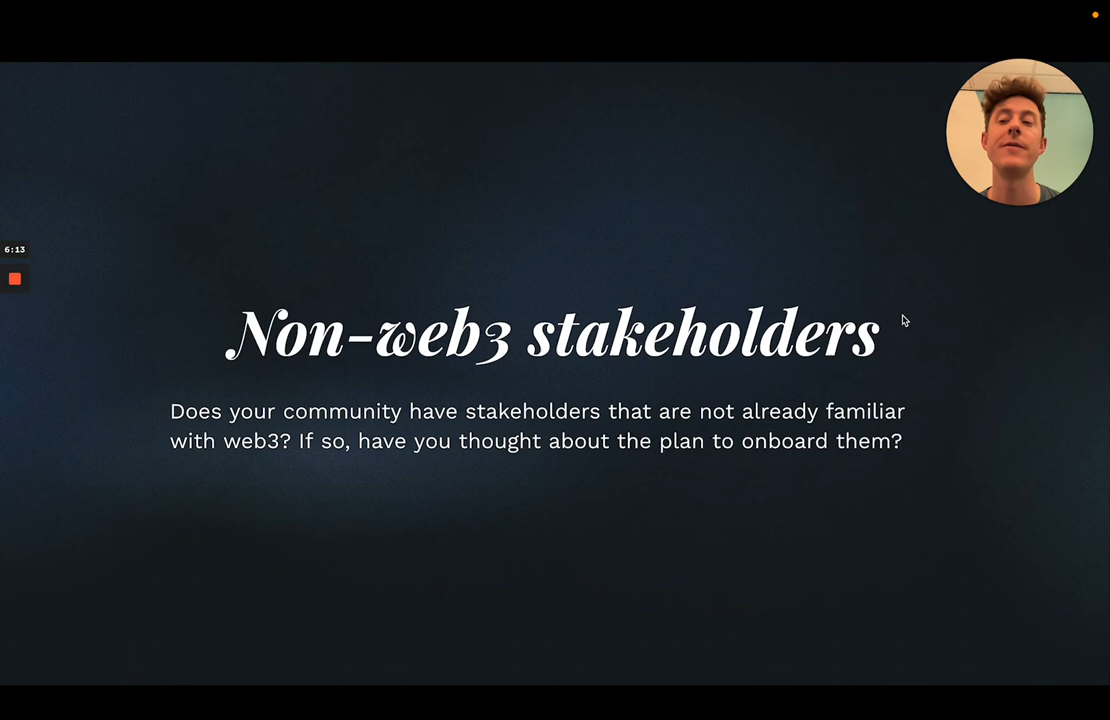 6:13
Non-web3 stakeholders
Does your community have stakeholders that are not already familiar
with web3? If so, have you thought about the plan to onboard them?